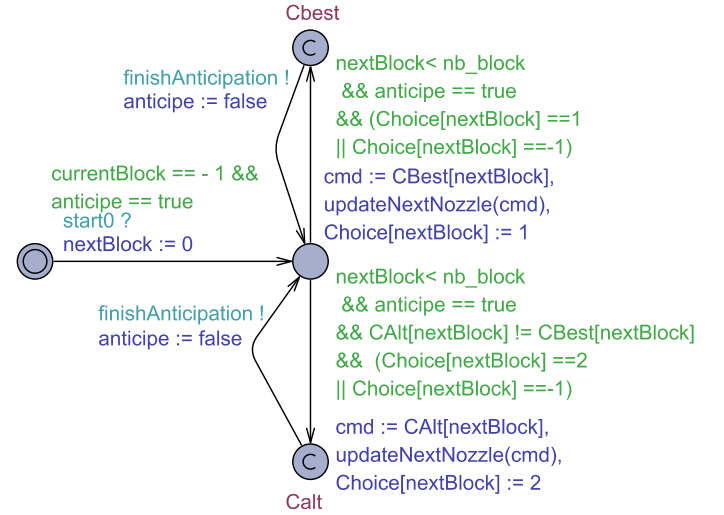 Cbest
C
nextBlock< nb_block
&& anticipe == true
&& (Choice[nextBlock] ==1
|| Choice[nextBlock] ==-1)
finishAnticipation !
anticipe := false
cmd := CBest[nextBlock],
updateNextNozzle(cmd),
Choice[nextBlock] := 1
currentBlock == - 1 &&
anticipe == true
start0 ?
nextBlock := 0
nextBlock< nb_block
&& anticipe == true
&& CAlt[nextBlock] != CBest[nextBlock]
&& (Choice[nextBlock] ==2
|| Choice[nextBlock] ==-1)
finishAnticipation !
anticipe := false
cmd := CAlt[nextBlock],
updateNextNozzle(cmd),
Choice[nextBlock] := 2
C
Calt